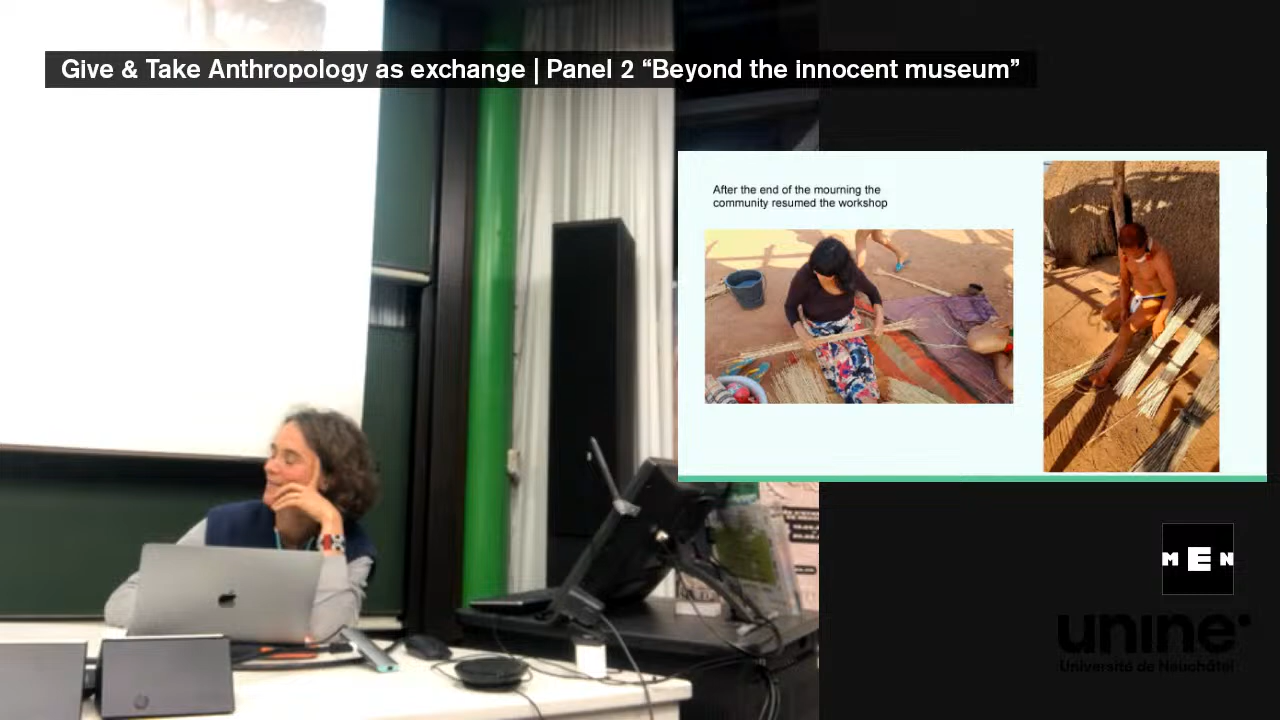 Give & Take Anthropology as exchange | Panel 2 “Beyond the innocent museum”
After the end of the mourning the
community resumed the workshop
MEN
unine
Université de Neuchâtel